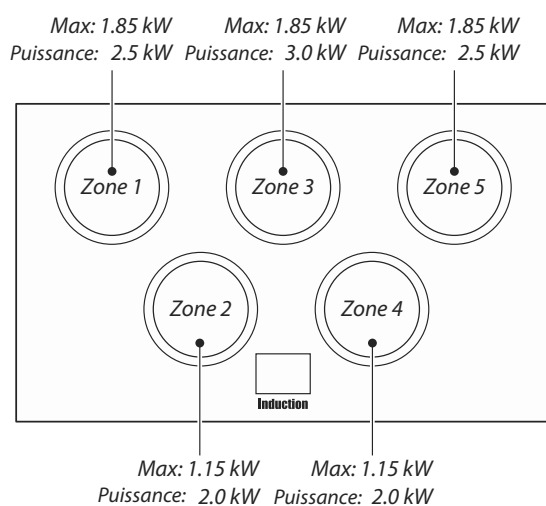 Max: 1.85 kW Max: 1.85 kW Max: 1.85 kW
Puissance: 2.5 kW Puissance: 3.0 kW Puissance: 2.5 kW
Zone 1 Zone 3 Zone 5
Zone 2 Zone 4
Induction
Max: 1.15 kW Max: 1.15 kW
Puissance: 2.0 kW Puissance: 2.0 kW